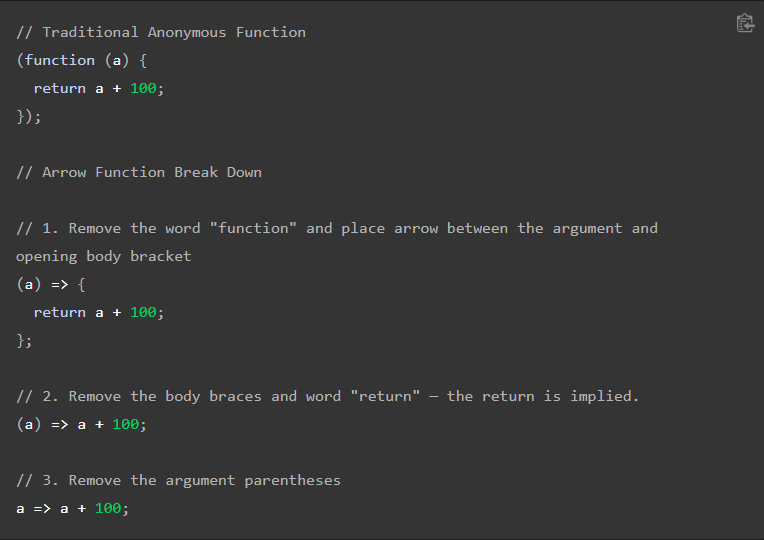 // Traditional Anonymous Function
(function (a) {
  return a + 100;
});

// Arrow Function Break Down

// 1. Remove the word "function" and place arrow between the argument and
opening body bracket
(a) => {
  return a + 100;
};

// 2. Remove the body braces and word "return" — the return is implied.
(a) => a + 100;

// 3. Remove the argument parentheses
a => a + 100;